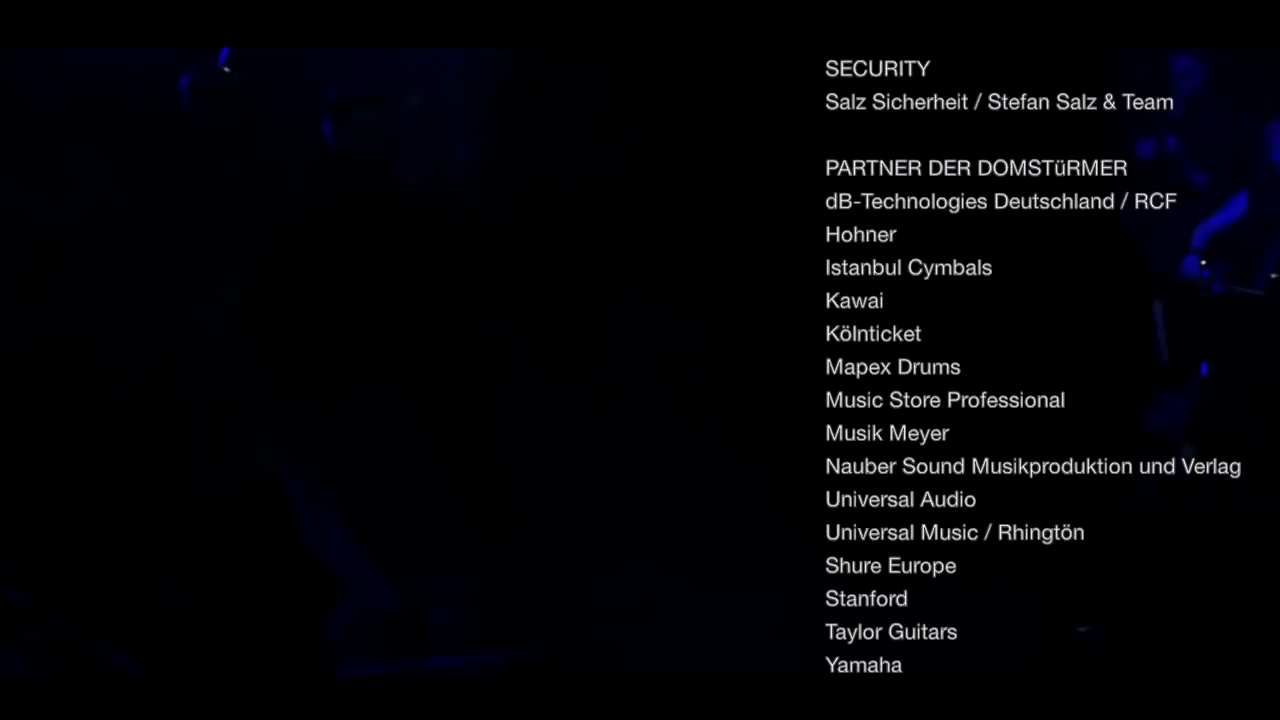 SECURITY
Salz Sicherheit / Stefan Salz & Team
PARTNER DER DOMSTüRMER
dB-Technologies Deutschland / RCF
Hohner
Istanbul Cymbals
Kawai
Kölnticket
Mapex Drums
Music Store Professional
Musik Meyer
Nauber Sound Musikproduktion und Verlag
Universal Audio
Universal Music / Rhingtön
Shure Europe
Stanford
Taylor Guitars
Yamaha